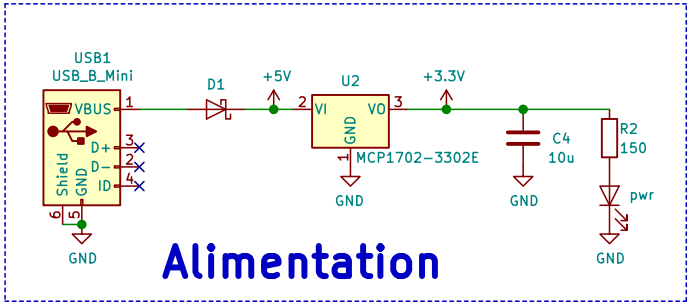 USB1
USB_B_Mini
VBUS
1
D+
3
D-
2
ID
4
Shield
GND
6
5
GND
D1
+5V
U2
2
VI
VO
3
GND
1
MCP1702-3302E
GND
+3.3V
C4
10u
GND
R2
150
pwr
GND
Alimentation